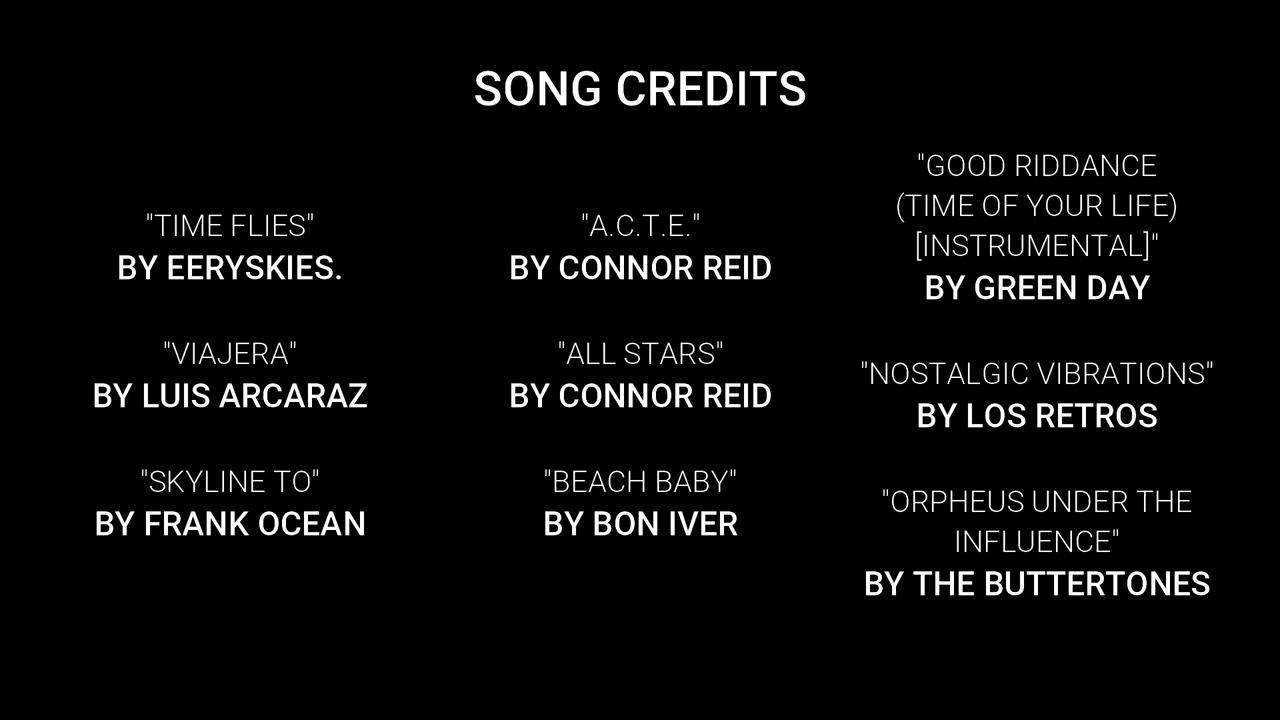 SONG CREDITS
"TIME FLIES"
BY EERYSKIES.
"VIAJERA"
BY LUIS ARCARAZ
"SKYLINE TO"
BY FRANK OCEAN
"A.C.T.E."
BY CONNOR REID
"ALL STARS"
BY CONNOR REID
"BEACH BABY"
BY BON IVER
"GOOD RIDDANCE
(TIME OF YOUR LIFE)
[INSTRUMENTAL]"
BY GREEN DAY
"NOSTALGIC VIBRATIONS"
BY LOS RETROS
"ORPHEUS UNDER THE
INFLUENCE"
BY THE BUTTERTONES